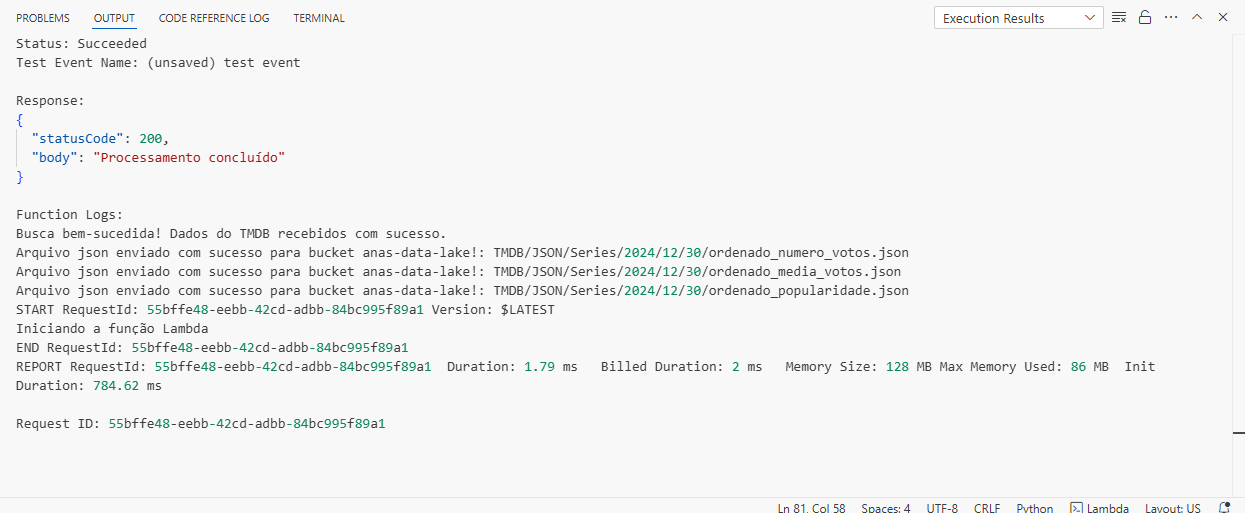 PROBLEMS OUTPUT CODE REFERENCE LOG TERMINAL Execution Results
Status: Succeeded
Test Event Name: (unsaved) test event
Response:
{
"statusCode": 200,
"body": "Processamento concluído"
}
Function Logs:
Busca bem-sucedida! Dados do TMDB recebidos com sucesso.
Arquivo json enviado com sucesso para bucket anas-data-lake!: TMDB/JSON/Series/2024/12/30/ordenado_numero_votos.json
Arquivo json enviado com sucesso para bucket anas-data-lake!: TMDB/JSON/Series/2024/12/30/ordenado_media_votos.json
Arquivo json enviado com sucesso para bucket anas-data-lake!: TMDB/JSON/Series/2024/12/30/ordenado_popularidade.json
START RequestId: 55bffe48-eebb-42cd-adbb-84bc995f89a1 Version: $LATEST
Iniciando a função Lambda
END RequestId: 55bffe48-eebb-42cd-adbb-84bc995f89a1
REPORT RequestId: 55bffe48-eebb-42cd-adbb-84bc995f89a1 Duration: 1.79 ms Billed Duration: 2 ms Memory Size: 128 MB Max Memory Used: 86 MB Init
Duration: 784.62 ms
Request ID: 55bffe48-eebb-42cd-adbb-84bc995f89a1
Ln 81, Col 58 Spaces: 4 UTF-8 CRLF Python Lambda Layout: US